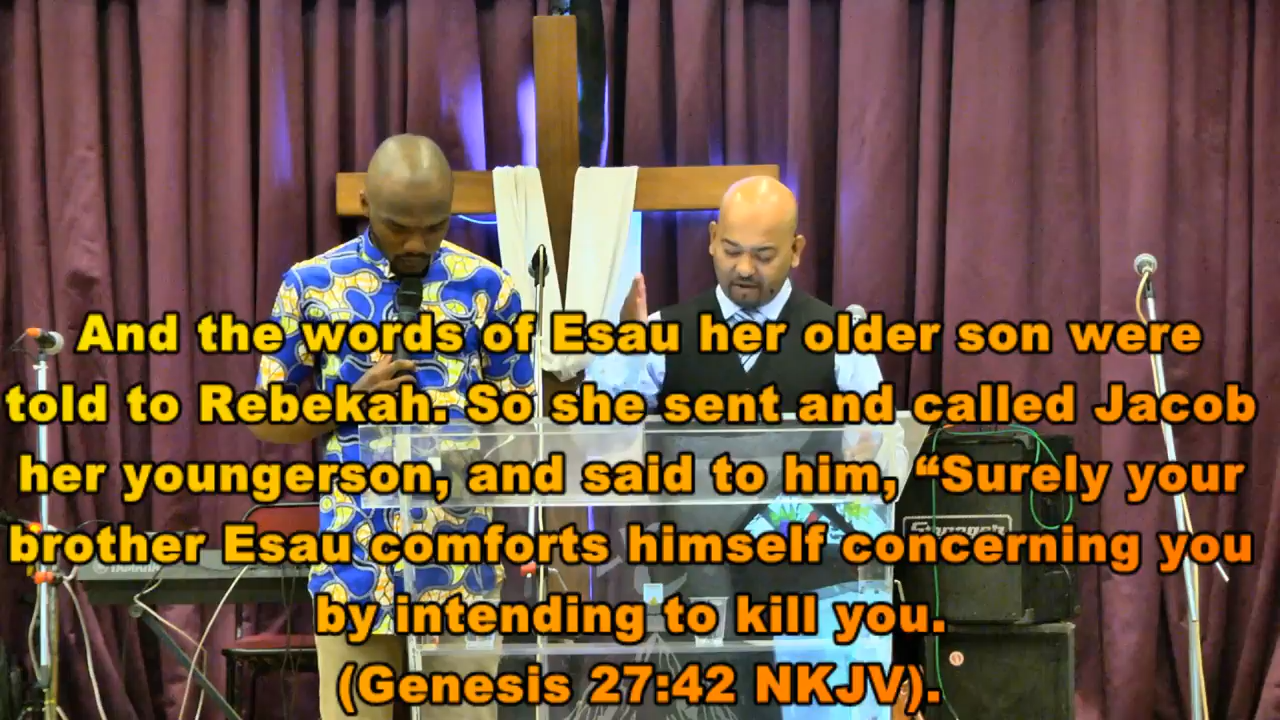 And the words of Esau her older son were
told to Rebekah. So she sent and called Jacob
her youngerson, and said to him, “Surely your
brother Esau comforts himself concerning you
by intending to kill you.
(Genesis 27:42 NKJV).